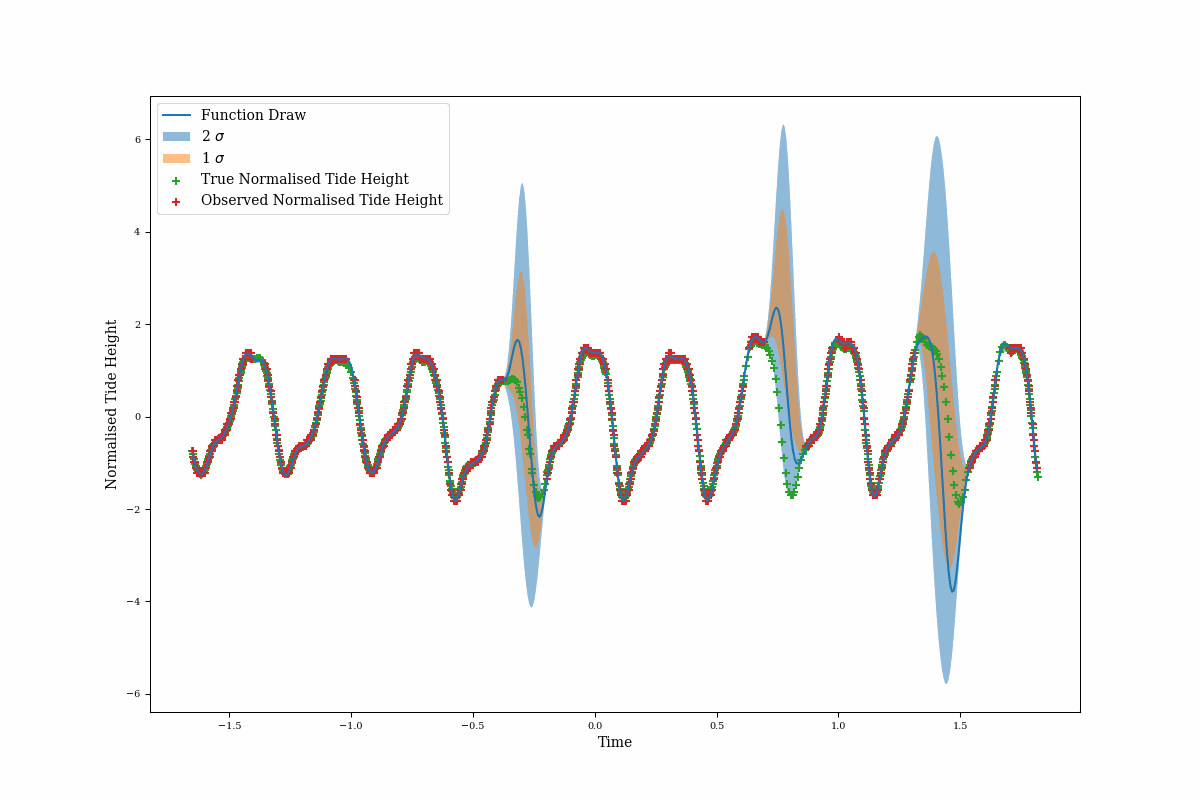 Function Draw
2 σ
1 σ
True Normalised Tide Height
Observed Normalised Tide Height
Normalised Tide Height
6
4
2
0
−2
−4
−6
−1.5 −1.0 −0.5 0.0 0.5 1.0 1.5
Time